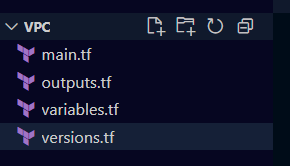 VPC
main.tf
outputs.tf
variables.tf
versions.tf